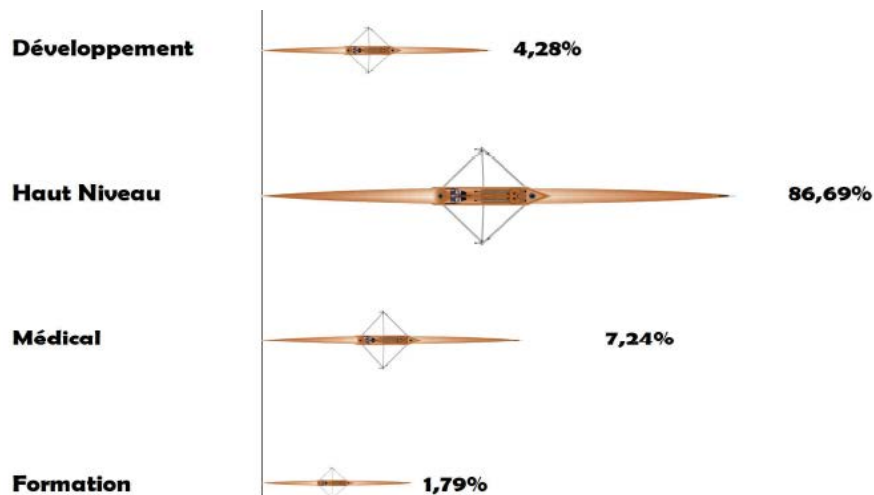 Développement 4,28%
Haut Niveau 86,69%
Médical 7,24%
Formation 1,79%